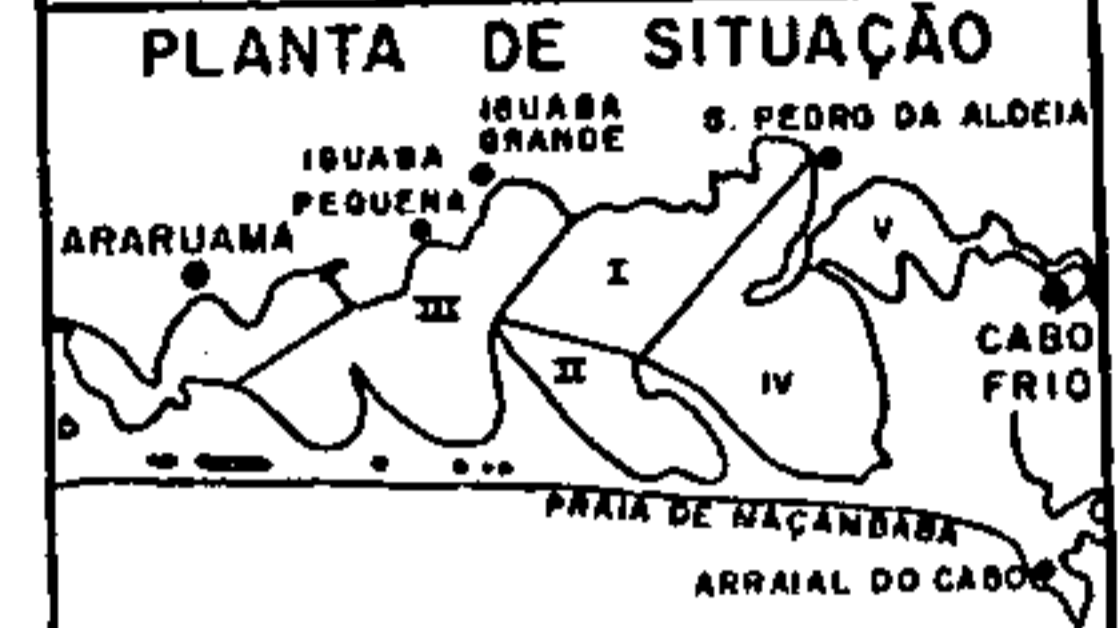 PLANTA DE SITUAÇÃO
IGUABA
GRANDE
S. PEDRO DA ALDEIA
IGUABA
PEQUENA
ARARUAMA
V
I
III
CABO
FRIO
II
IV
PRAIA DE MAÇAMBABA
ARRAIAL DO CABO